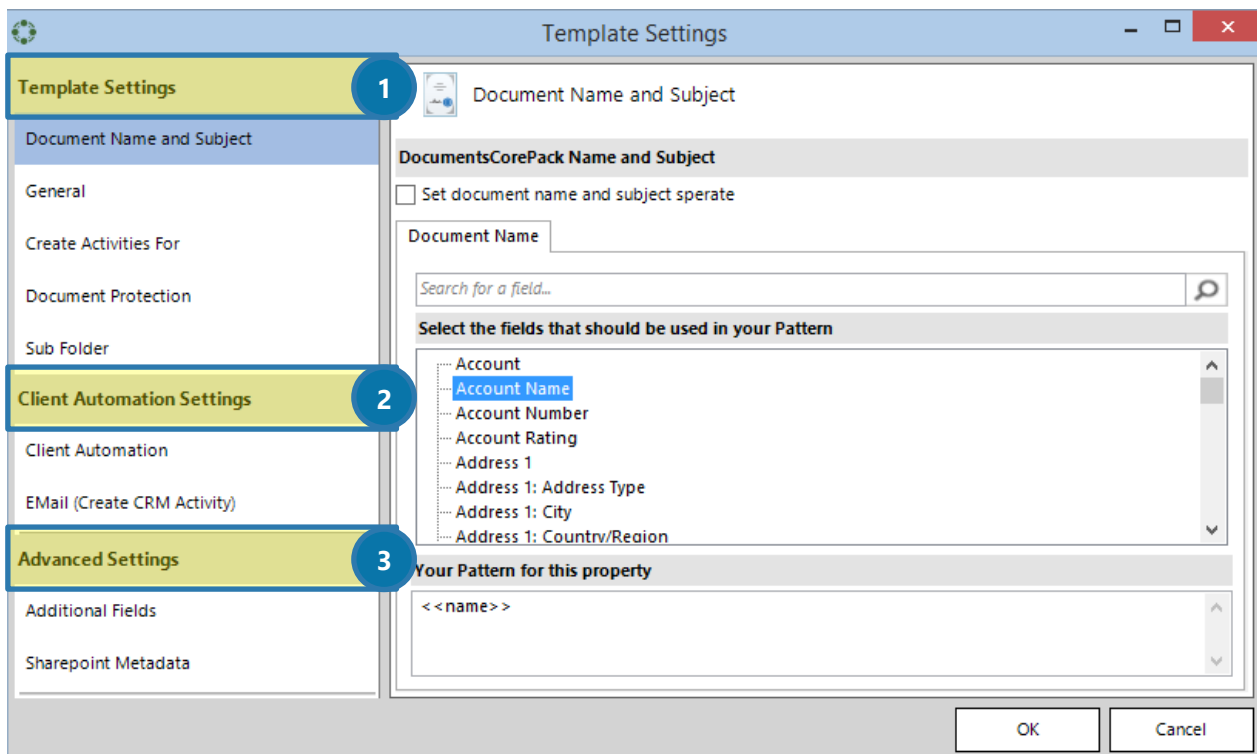 Template Settings
Template Settings
1
Document Name and Subject
General
Create Activities For
Document Protection
Sub Folder
Client Automation Settings
2
Client Automation
EMail (Create CRM Activity)
Advanced Settings
3
Additional Fields
Sharepoint Metadata
Document Name and Subject
DocumentsCorePack Name and Subject
Set document name and subject sperate
Document Name
Search for a field...
Select the fields that should be used in your Pattern
Account
Account Name
Account Number
Account Rating
Address 1
Address 1: Address Type
Address 1: City
Address 1: Country/Region
Your Pattern for this property
<<name>>
OK
Cancel